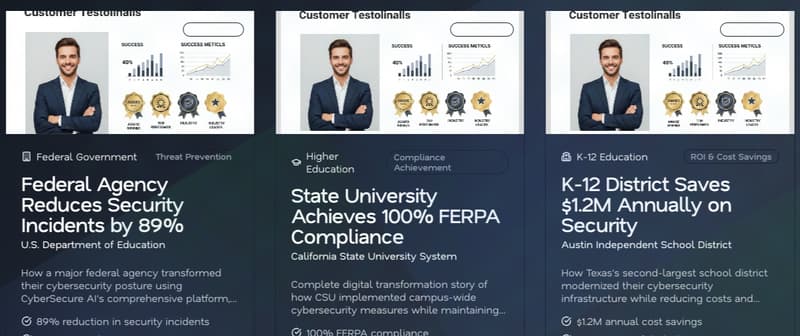 Customer Testolinalls
SUCCESS
SUCCESS METICLS
40%
Federal Government
Threat Prevention
Federal Agency
Reduces Security
Incidents by 89%
U.S. Department of Education
How a major federal agency transformed
their cybersecurity posture using
CyberSecure AI's comprehensive platform,...
89% reduction in security incidents
Customer Testolinalls
SUCCESS
SUCCESS METICLS
40%
Higher
Education
Compliance
Achievement
State University
Achieves 100% FERPA
Compliance
California State University System
Complete digital transformation story of
how CSU implemented campus-wide
cybersecurity measures while maintaining...
100% FERPA compliance
Customer Testolinalls
SUCCESS
SUCCESS METICLS
40%
K-12 Education
ROI & Cost Savings
K-12 District Saves
$1.2M Annually on
Security
Austin Independent School District
How Texas's second-largest school district
modernized their cybersecurity
infrastructure while reducing costs and...
$1.2M annual cost savings